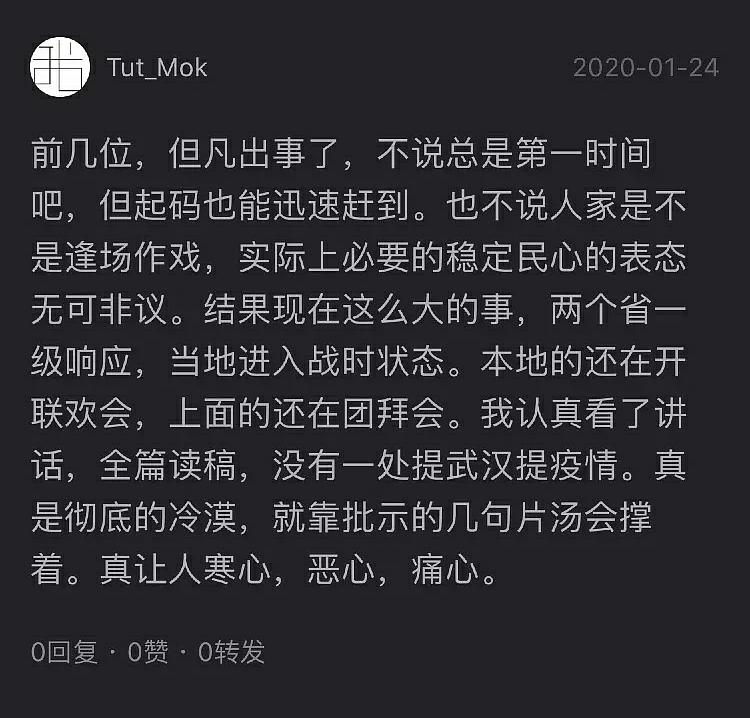 Tut_Mok
2020-01-24
前几位，但凡出事了，不说总是第一时间
吧，但起码也能迅速赶到。也不说人家是不
是逢场作戏，实际上必要的稳定民心的表态
无可非议。结果现在这么大的事，两个省一
级响应，当地进入战时状态。本地的还在开
联欢会，上面的还在团拜会。我认真看了讲
话，全篇读稿，没有一处提武汉提疫情。真
是彻底的冷漠，就靠批示的几句片汤会撑
着。真让人寒心，恶心，痛心。
0回复 · 0赞 · 0转发